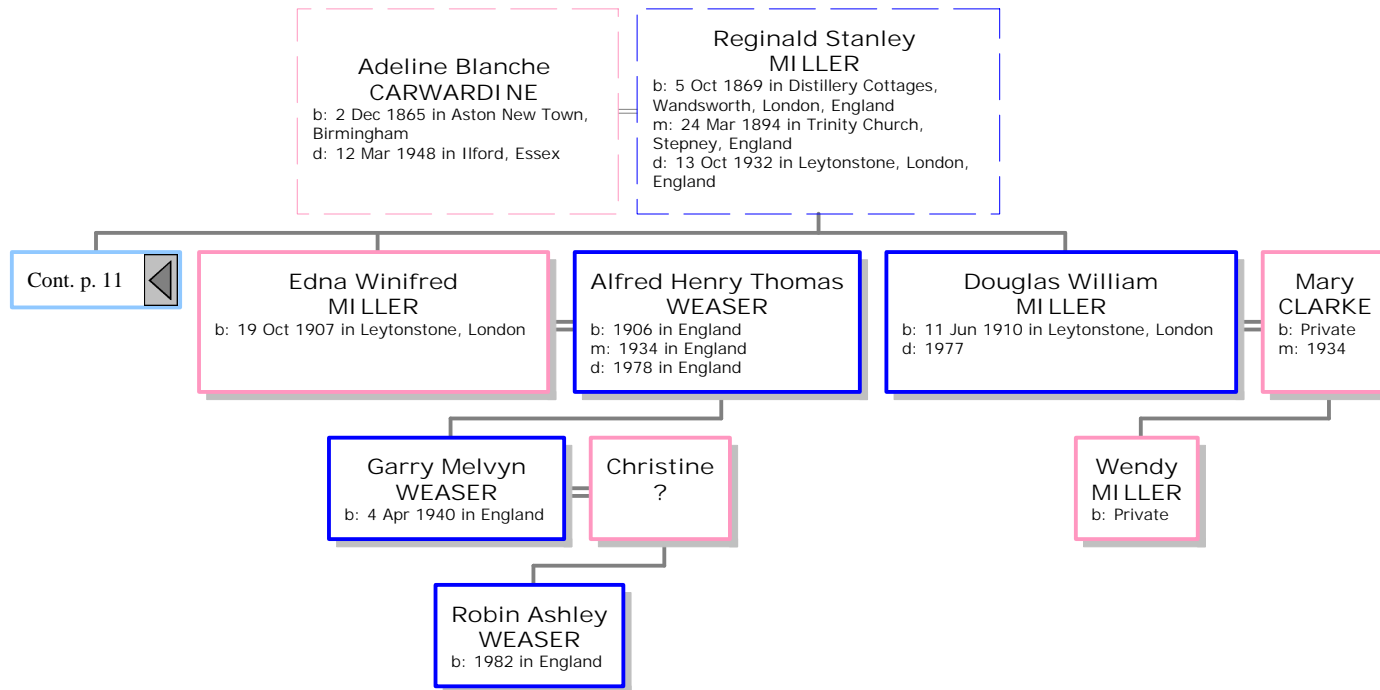 Adeline Blanche
CARWARDINE
b: 2 Dec 1865 in Aston New Town,
Birmingham
d: 12 Mar 1948 in Ilford, Essex
Reginald Stanley
MILLER
b: 5 Oct 1869 in Distillery Cottages,
Wandsworth, London, England
m: 24 Mar 1894 in Trinity Church,
Stepney, England
d: 13 Oct 1932 in Leytonstone, London,
England
Cont. p. 11
Edna Winifred
MILLER
b: 19 Oct 1907 in Leytonstone, London
Alfred Henry Thomas
WEASER
b: 1906 in England
m: 1934 in England
d: 1978 in England
Douglas William
MILLER
b: 11 Jun 1910 in Leytonstone, London
d: 1977
Mary
CLARKE
b: Private
m: 1934
Garry Melvyn
WEASER
b: 4 Apr 1940 in England
Christine
?
Wendy
MILLER
b: Private
Robin Ashley
WEASER
b: 1982 in England